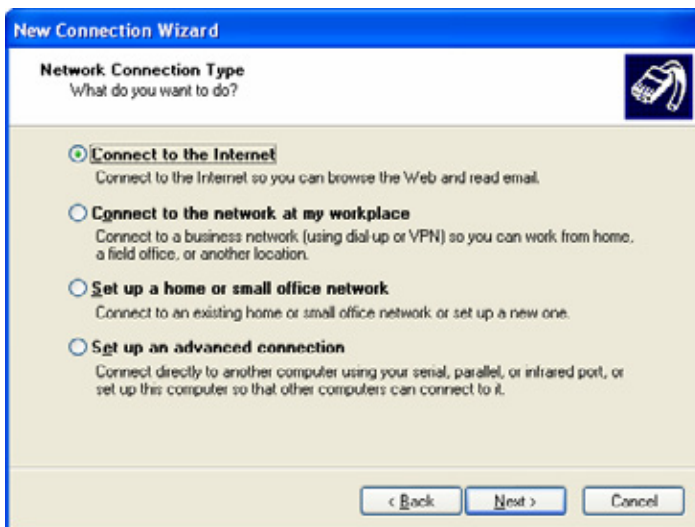 New Connection Wizard
Network Connection Type
What do you want to do?
Connect to the Internet
Connect to the Internet so you can browse the Web and read email.
Connect to the network at my workplace
Connect to a business network (using dial-up or VPN) so you can work from home,
a field office, or another location.
Set up a home or small office network
Connect to an existing home or small office network or set up a new one.
Set up an advanced connection
Connect directly to another computer using your serial, parallel, or infrared port, or
set up this computer so that other computers can connect to it.
< Back
Next >
Cancel